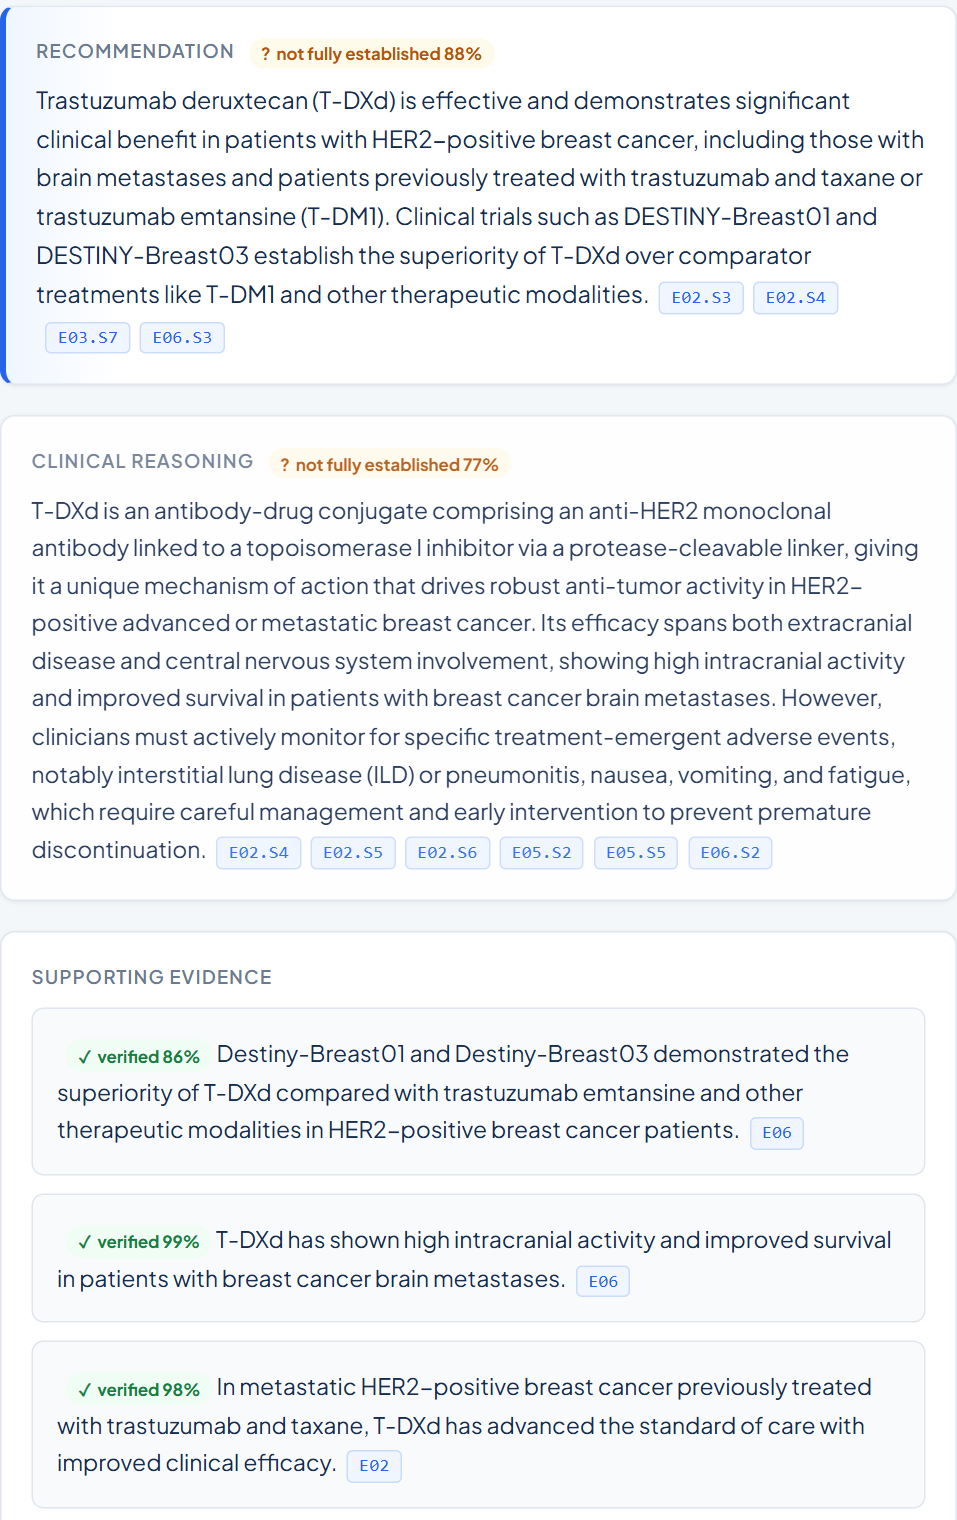 RECOMMENDATION ? not fully established 88%
Trastuzumab deruxtecan (T-DXd) is effective and demonstrates significant
clinical benefit in patients with HER2–positive breast cancer, including those with
brain metastases and patients previously treated with trastuzumab and taxane or
trastuzumab emtansine (T-DM1). Clinical trials such as DESTINY-Breast01 and
DESTINY-Breast03 establish the superiority of T-DXd over comparator
treatments like T-DM1 and other therapeutic modalities. E02.S3 E02.S4
E03.S7 E06.S3
CLINICAL REASONING ? not fully established 77%
T-DXd is an antibody-drug conjugate comprising an anti-HER2 monoclonal
antibody linked to a topoisomerase I inhibitor via a protease-cleavable linker, giving
it a unique mechanism of action that drives robust anti-tumor activity in HER2–
positive advanced or metastatic breast cancer. Its efficacy spans both extracranial
disease and central nervous system involvement, showing high intracranial activity
and improved survival in patients with breast cancer brain metastases. However,
clinicians must actively monitor for specific treatment-emergent adverse events,
notably interstitial lung disease (ILD) or pneumonitis, nausea, vomiting, and fatigue,
which require careful management and early intervention to prevent premature
discontinuation. E02.S4 E02.S5 E02.S6 E05.S2 E05.S5 E06.S2
SUPPORTING EVIDENCE
✓ verified 86% Destiny-Breast01 and Destiny-Breast03 demonstrated the
superiority of T-DXd compared with trastuzumab emtansine and other
therapeutic modalities in HER2–positive breast cancer patients. E06
✓ verified 99% T-DXd has shown high intracranial activity and improved survival
in patients with breast cancer brain metastases. E06
✓ verified 98% In metastatic HER2–positive breast cancer previously treated
with trastuzumab and taxane, T-DXd has advanced the standard of care with
improved clinical efficacy. E02